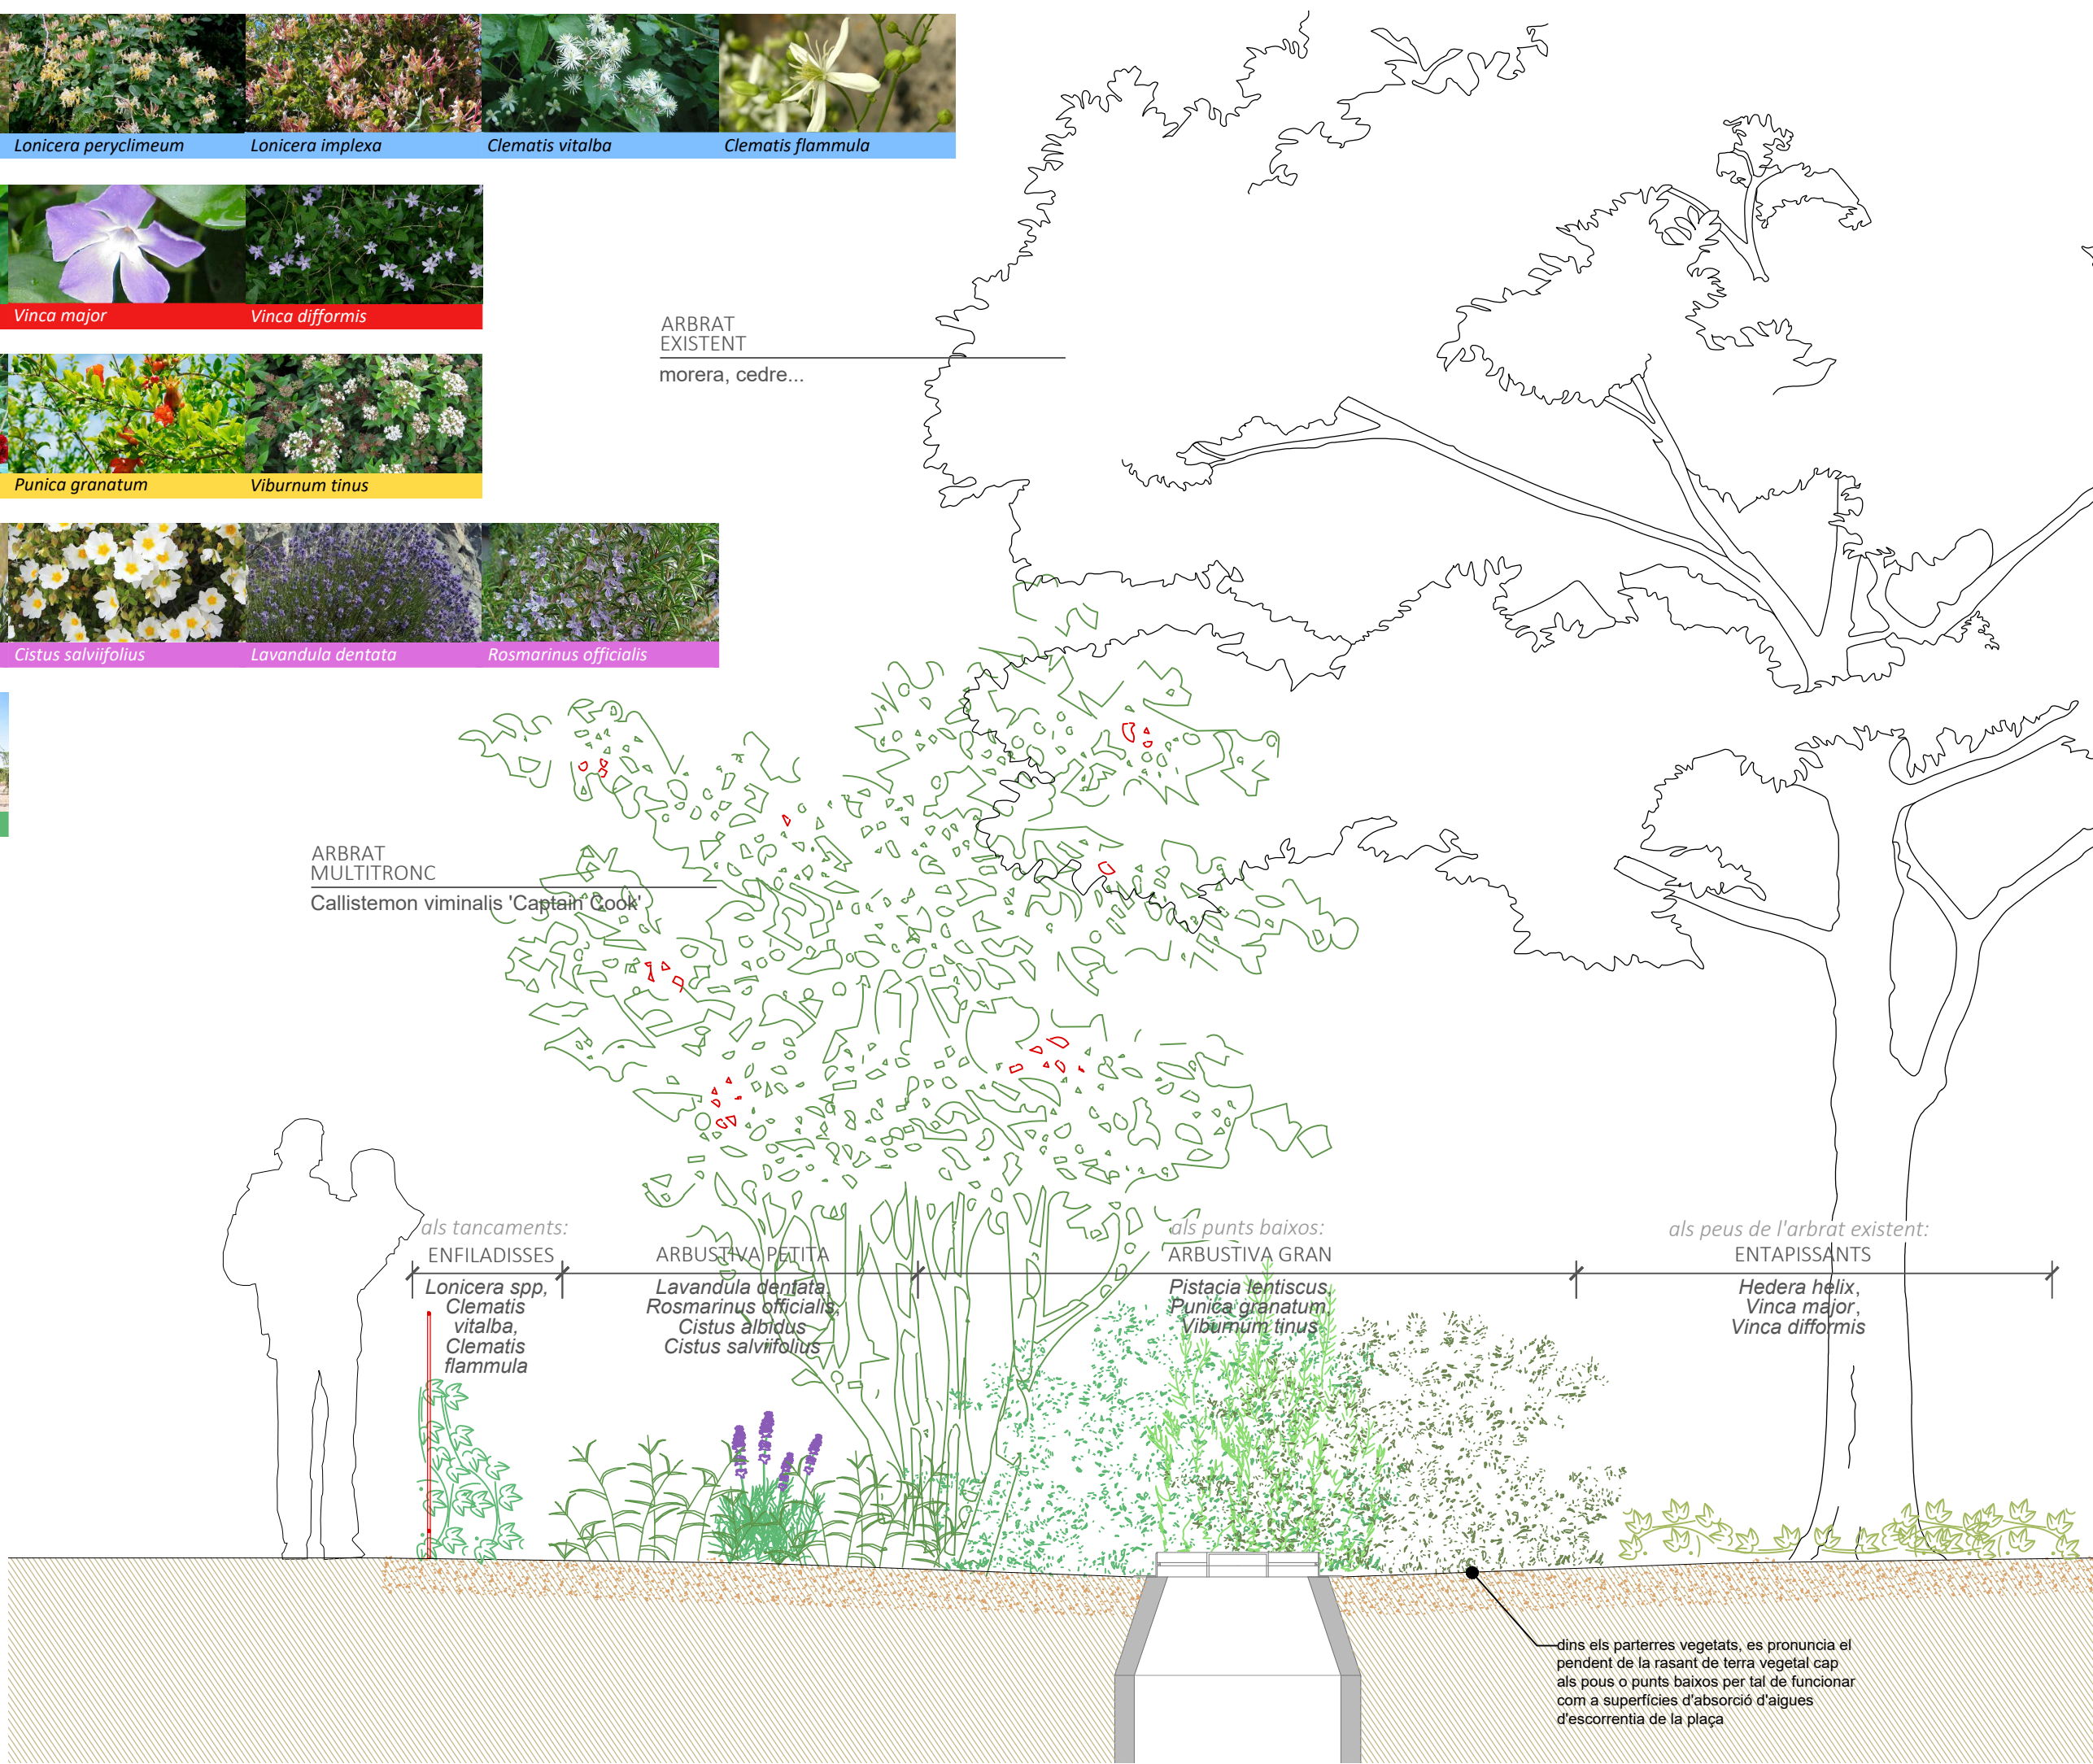 Lonicera peryclimeum
Lonicera implexa
Clematis vitalba
Clematis flammula
Vinca major
Vinca difformis
Punica granatum
Viburnum tinus
Cistus salviifolius
Lavandula dentata
Rosmarinus officialis
ARBRAT
EXISTENT
morera, cedre...
ARBRAT
MULTITRONC
Callistemon viminalis 'Captain Cook'
als tancaments:
ENFILADISSES
Lonicera spp,
Clematis
vitalba,
Clematis
flammula
ARBUSTIVA PETITA
Lavandula dentata,
Rosmarinus officialis,
Cistus albidus
Cistus salviifolius
als punts baixos:
ARBUSTIVA GRAN
Pistacia lentiscus,
Punica granatum,
Viburnum tinus
als peus de l'arbrat existent:
ENTAPISSANTS
Hedera helix,
Vinca major,
Vinca difformis
dins els parterres vegetats, es pronuncia el
pendent de la rasant de terra vegetal cap
als pous o punts baixos per tal de funcionar
com a superfícies d'absorció d'aigues
d'escorrentia de la plaça